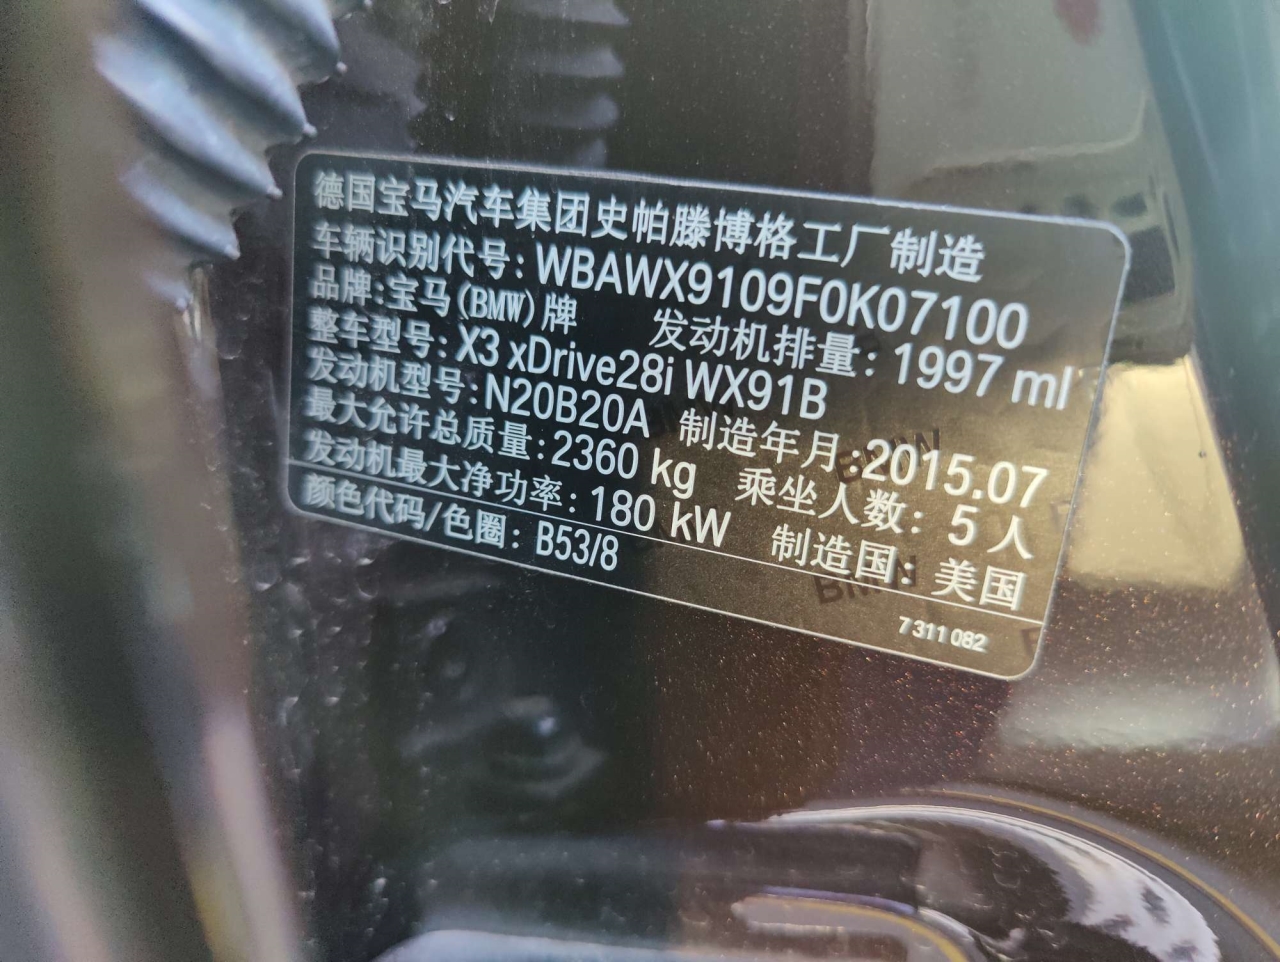 德国宝马汽车集团史帕滕博格工厂制造
车辆识别代号: WBAWX9109F0K07100
品牌:宝马(BMW)牌 发动机排量: 1997 ml
整车型号: X3 xDrive28i WX91B
发动机型号: N20B20A 制造年月:2015.07
最大允许总质量:2360 kg 乘坐人数: 5 人
发动机最大净功率: 180 kW 制造国: 美国
颜色代码/色圈: B53/8
7 311 082
BMW
BMW